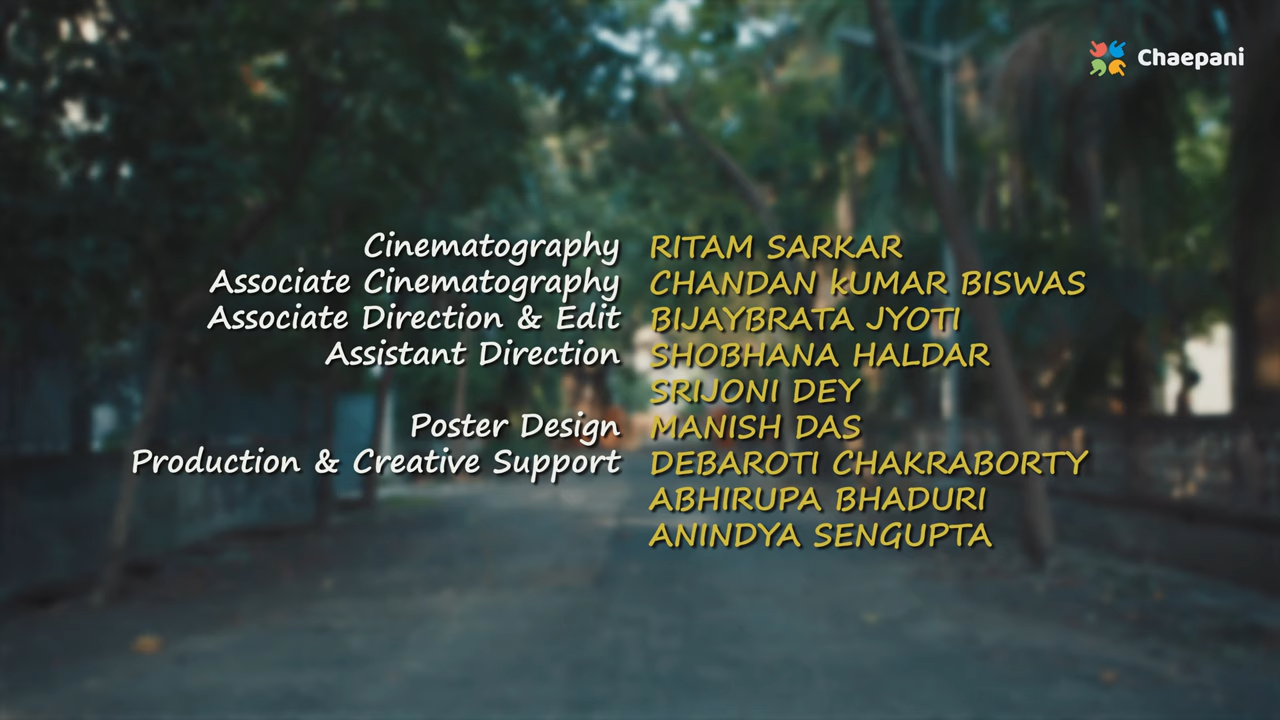 Chaepani
Cinematography RITAM SARKAR
Associate Cinematography CHANDAN kUMAR BISWAS
Associate Direction & Edit BIJAYBRATA JYOTI
Assistant Direction SHOBHANA HALDAR
SRIJONI DEY
Poster Design MANISH DAS
Production & Creative Support DEBAROTI CHAKRABORTY
ABHIRUPA BHADURI
ANINDYA SENGUPTA